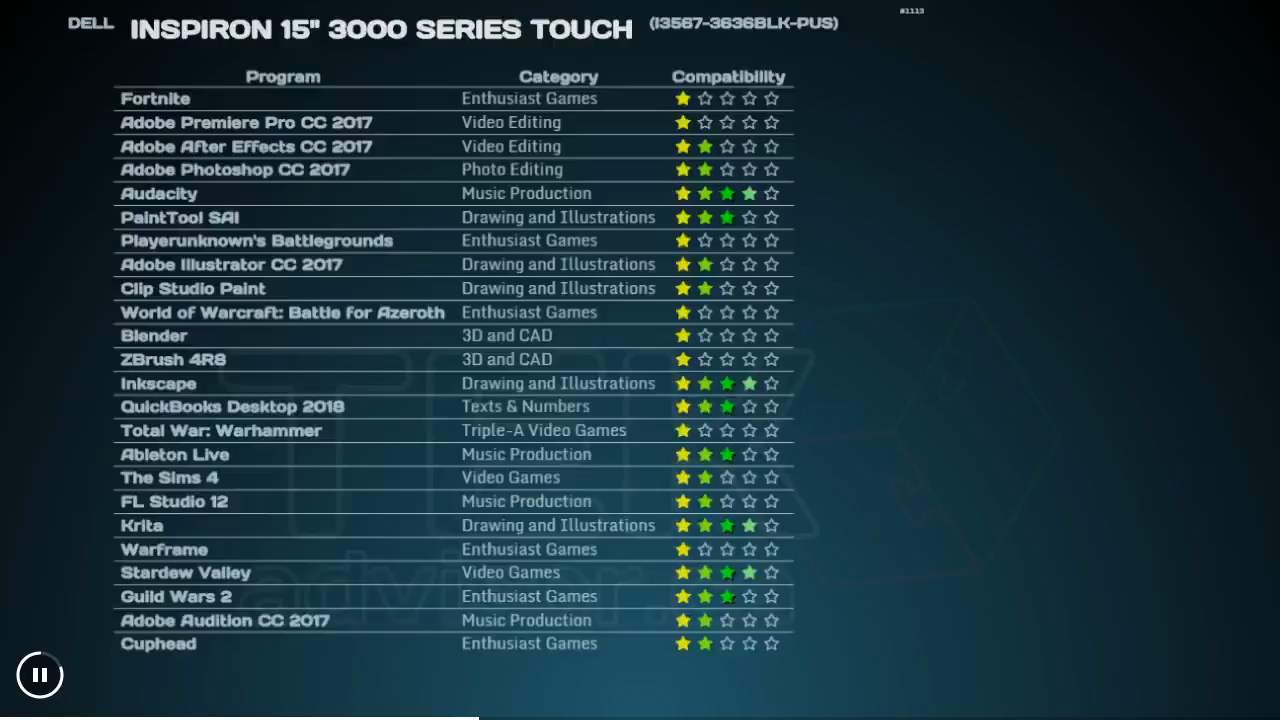 DELL INSPIRON 15" 3000 SERIES TOUCH (I3567-3636BLK-PUS) #1113
Program Category Compatibility
Fortnite Enthusiast Games
Adobe Premiere Pro CC 2017 Video Editing
Adobe After Effects CC 2017 Video Editing
Adobe Photoshop CC 2017 Photo Editing
Audacity Music Production
PaintTool SAI Drawing and Illustrations
Playerunknown's Battlegrounds Enthusiast Games
Adobe Illustrator CC 2017 Drawing and Illustrations
Clip Studio Paint Drawing and Illustrations
World of Warcraft: Battle for Azeroth Enthusiast Games
Blender 3D and CAD
ZBrush 4R8 3D and CAD
Inkscape Drawing and Illustrations
QuickBooks Desktop 2018 Texts & Numbers
Total War: Warhammer Triple-A Video Games
Ableton Live Music Production
The Sims 4 Video Games
FL Studio 12 Music Production
Krita Drawing and Illustrations
Warframe Enthusiast Games
Stardew Valley Video Games
Guild Wars 2 Enthusiast Games
Adobe Audition CC 2017 Music Production
Cuphead Enthusiast Games